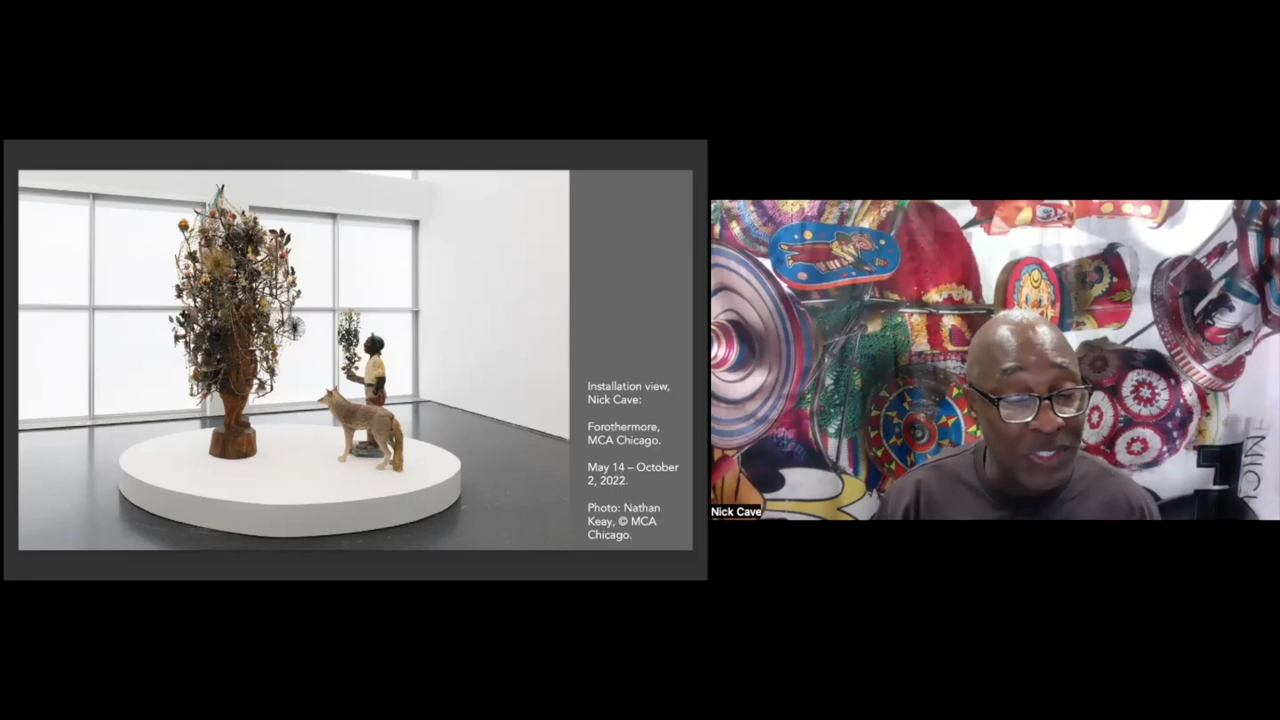 Installation view,
Nick Cave:
Forothermore,
MCA Chicago.
May 14 – October
2, 2022.
Photo: Nathan
Keay, © MCA
Chicago.
Nick Cave